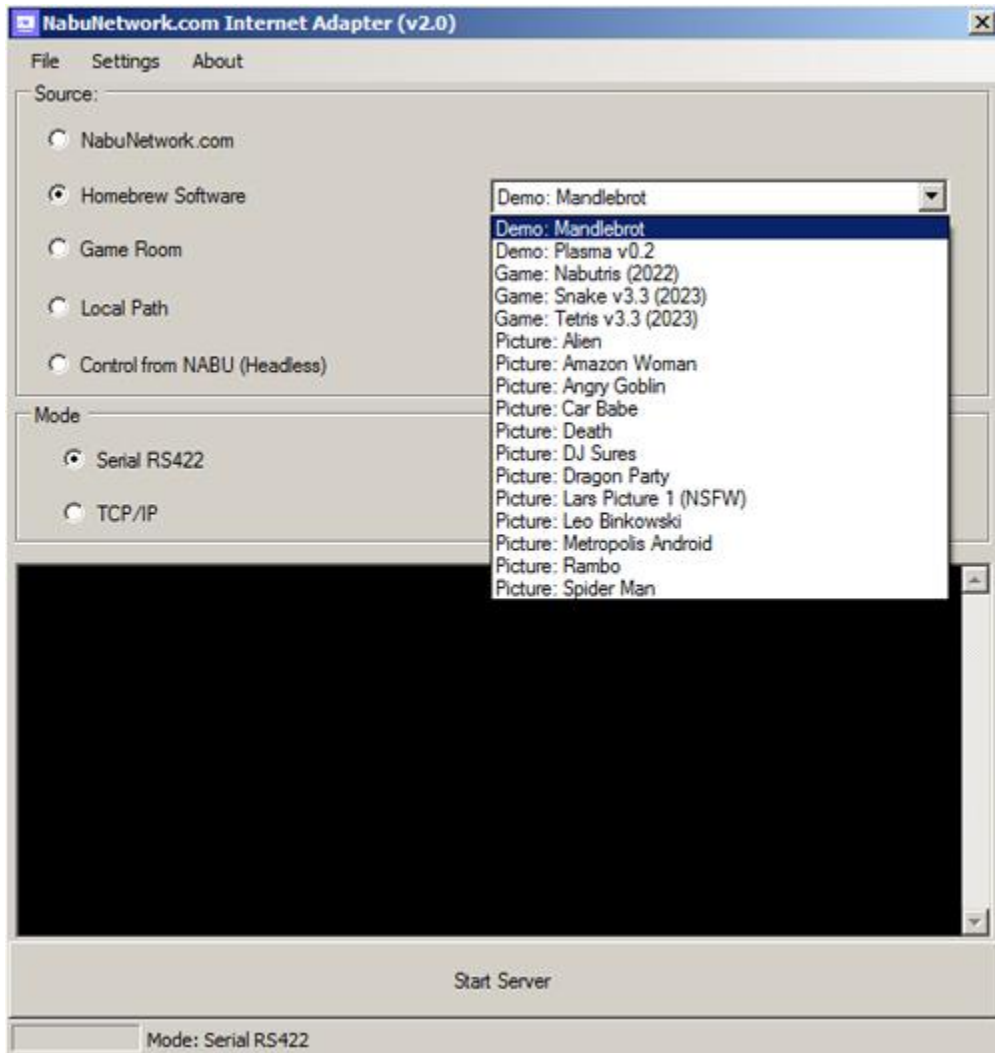 NabuNetwork.com Internet Adapter (v2.0)
File Settings About
Source:
NabuNetwork.com
Homebrew Software
Demo: Mandlebrot
Game Room
Local Path
Control from NABU (Headless)
Demo: Mandlebrot
Demo: Plasma v0.2
Game: Nabutris (2022)
Game: Snake v3.3 (2023)
Game: Tetris v3.3 (2023)
Picture: Alien
Picture: Amazon Woman
Picture: Angry Goblin
Picture: Car Babe
Picture: Death
Picture: DJ Sures
Picture: Dragon Party
Picture: Lars Picture 1 (NSFW)
Picture: Leo Binkowski
Picture: Metropolis Android
Picture: Rambo
Picture: Spider Man
Mode
Serial RS422
TCP/IP
Start Server
Mode: Serial RS422